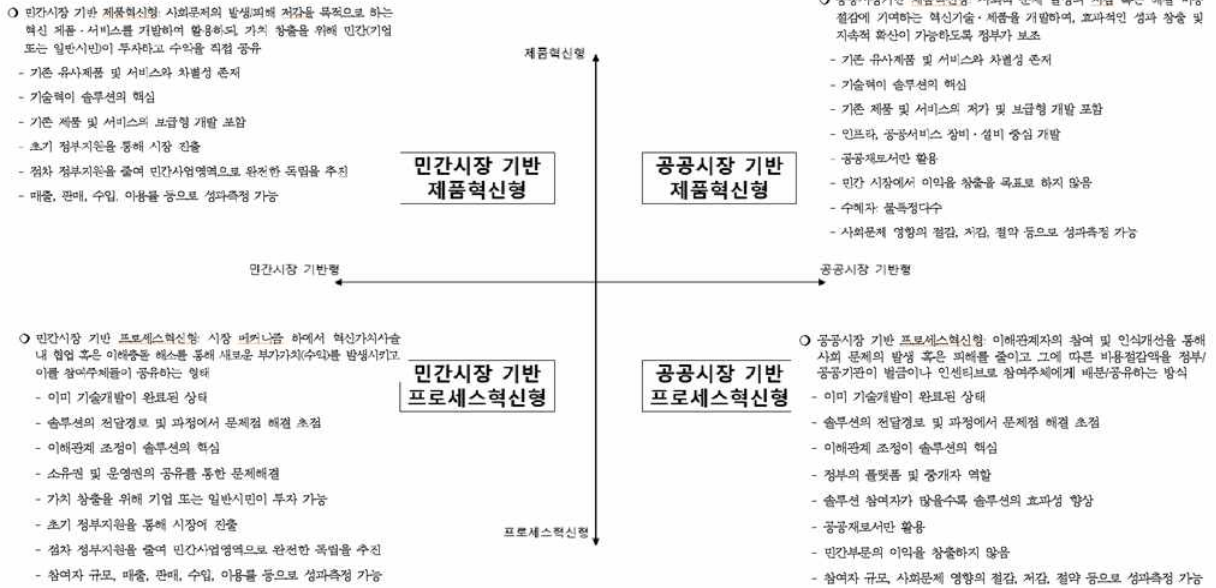 ○ 민간시장 기반 제품혁신형: 사회문제의 발생/피해 저감을 목적으로 하는
혁신 제품·서비스를 개발하여 활용하되, 가치 창출을 위해 민간(기업
또는 일반시민)이 투자하고 수익을 직접 공유
- 기존 유사제품 및 서비스와 차별성 존재
- 기술력이 솔루션의 핵심
- 기존 제품 및 서비스의 보급형 개발 포함
- 초기 정부지원을 통해 시장 진출
- 점차 정부지원을 줄여 민간사업영역으로 완전한 독립을 추진
- 매출, 판매, 수입, 이용률 등으로 성과측정 가능
제품혁신형
민간시장 기반
제품혁신형
공공시장 기반
제품혁신형
절감에 기여하는 혁신기술·제품을 개발하여, 효과적인 성과 창출 및
지속적 확산이 가능하도록 정부가 보조
- 기존 유사제품 및 서비스와 차별성 존재
- 기술력이 솔루션의 핵심
- 기존 제품 및 서비스의 저가 및 보급형 개발 포함
- 인프라, 공공서비스 장비·설비 중심 개발
- 공공재로서만 활용
- 민간 시장에서 이익을 창출을 목표로 하지 않음
- 수혜자: 불특정다수
- 사회문제 영향의 절감, 저감, 절약 등으로 성과측정 가능
민간시장 기반형
공공시장 기반형
○ 민간시장 기반 프로세스혁신형: 시장 메커니즘 하에서 혁신가치사슬
내 협업 혹은 이해충돌 해소를 통해 새로운 부가가치(수익)를 발생시키고
이를 참여주체들이 공유하는 형태
- 이미 기술개발이 완료된 상태
- 솔루션의 전달경로 및 과정에서 문제점 해결 초점
- 이해관계 조정이 솔루션의 핵심
- 소유권 및 운영권의 공유를 통한 문제해결
- 가치 창출을 위해 기업 또는 일반시민이 투자 가능
- 초기 정부지원을 통해 시장에 진출
- 점차 정부지원을 줄여 민간사업영역으로 완전한 독립을 추진
- 참여자 규모, 매출, 판매, 수입, 이용률 등으로 성과측정 가능
민간시장 기반
프로세스혁신형
공공시장 기반
프로세스혁신형
프로세스혁신형
○ 공공시장 기반 프로세스혁신형: 이해관계자의 참여 및 인식개선을 통해
사회 문제의 발생 혹은 피해를 줄이고 그에 따른 비용절감액을 정부/
공공기관이 벌금이나 인센티브로 참여주체에게 배분/공유하는 방식
- 이미 기술개발이 완료된 상태
- 솔루션의 전달경로 및 과정에서 문제점 해결 초점
- 이해관계 조정이 솔루션의 핵심
- 정부의 플랫폼 및 중개자 역할
- 솔루션 참여자가 많을수록 솔루션의 효과성 향상
- 공공재로서만 활용
- 민간부문의 이익을 창출하지 않음
- 참여자 규모, 사회문제 영향의 절감, 저감, 절약 등으로 성과측정 가능